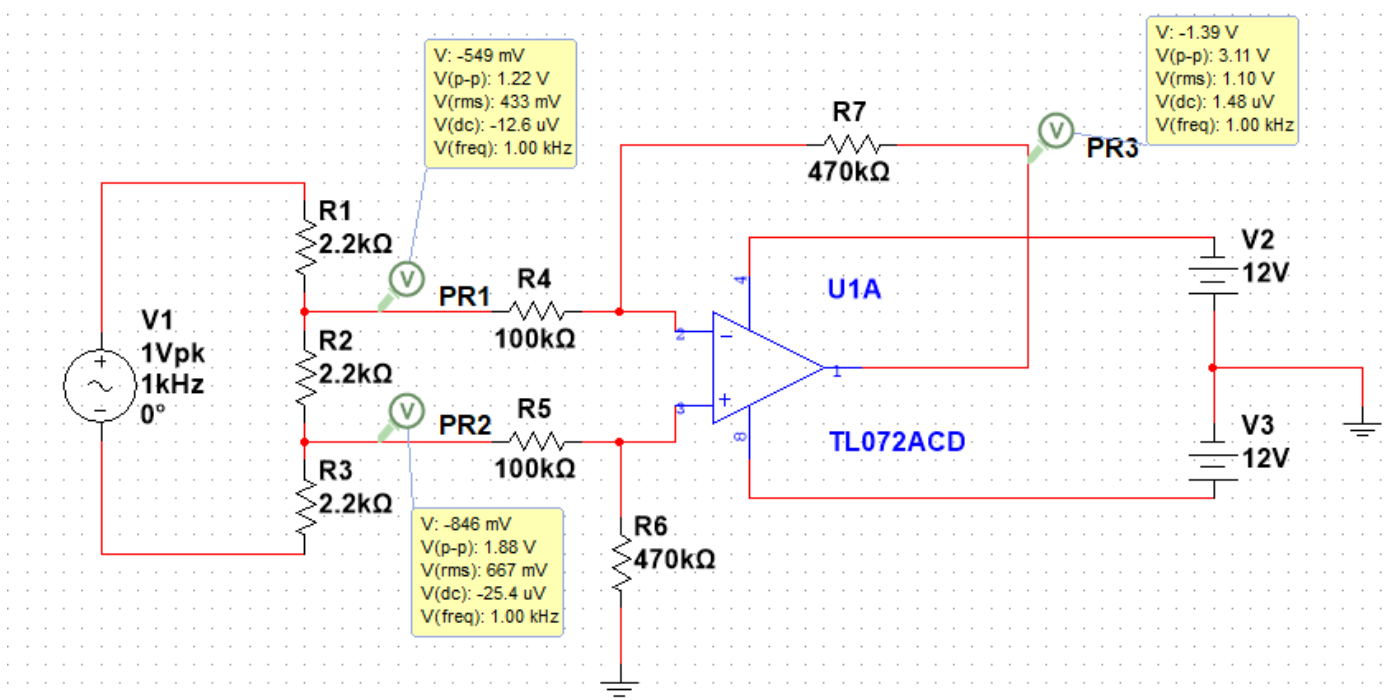 V: -549 mV
V(p-p): 1.22 V
V(rms): 433 mV
V(dc): -12.6 uV
V(freq): 1.00 kHz
V
PR1
V: -1.39 V
V(p-p): 3.11 V
V(rms): 1.10 V
V(dc): 1.48 uV
V(freq): 1.00 kHz
V
PR3
R7
470kΩ
R1
2.2kΩ
R4
100kΩ
V1
1Vpk
1kHz
0°
R2
2.2kΩ
V
PR2
R5
100kΩ
R3
2.2kΩ
V: -846 mV
V(p-p): 1.88 V
V(rms): 667 mV
V(dc): -25.4 uV
V(freq): 1.00 kHz
R6
470kΩ
4
U1A
2
1
3
8
TL072ACD
V2
12V
V3
12V